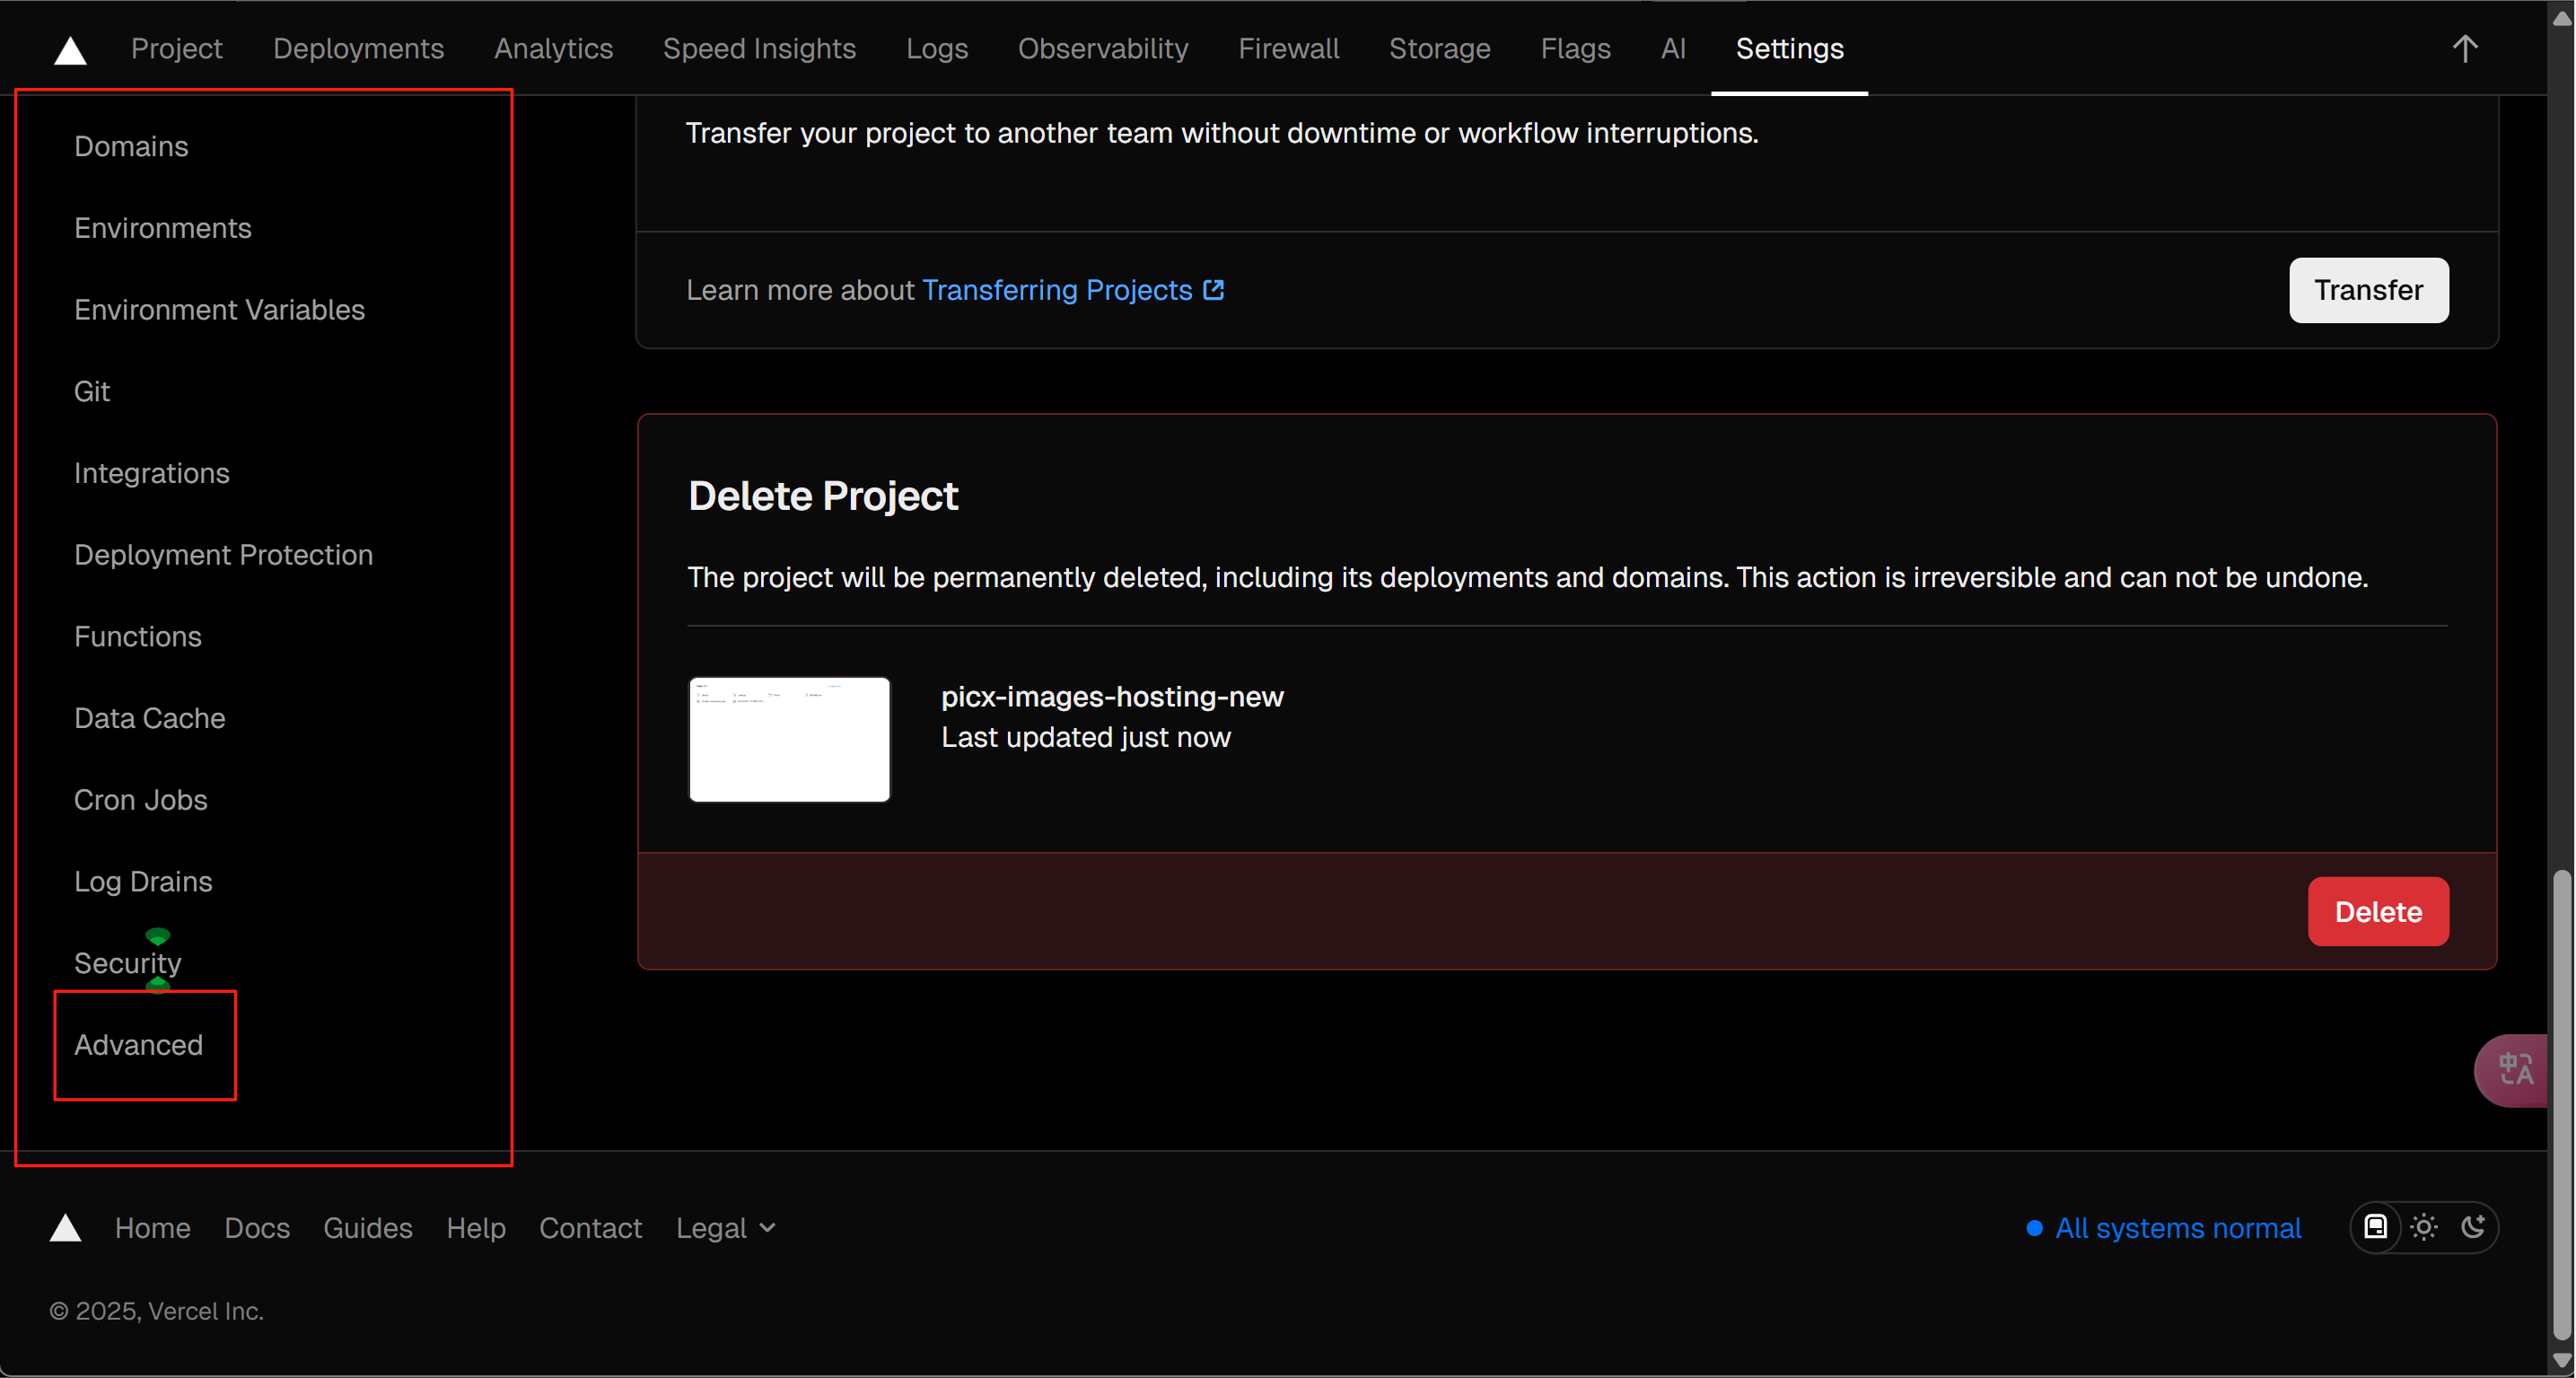 Project Deployments Analytics Speed Insights Logs Observability Firewall Storage Flags AI Settings
Domains
Environments
Environment Variables
Git
Integrations
Deployment Protection
Functions
Data Cache
Cron Jobs
Log Drains
Security
Advanced
Transfer your project to another team without downtime or workflow interruptions.
Learn more about Transferring Projects
Transfer
Delete Project
The project will be permanently deleted, including its deployments and domains. This action is irreversible and can not be undone.
picx-images-hosting-new
Last updated just now
Delete
Home Docs Guides Help Contact Legal
All systems normal
© 2025, Vercel Inc.